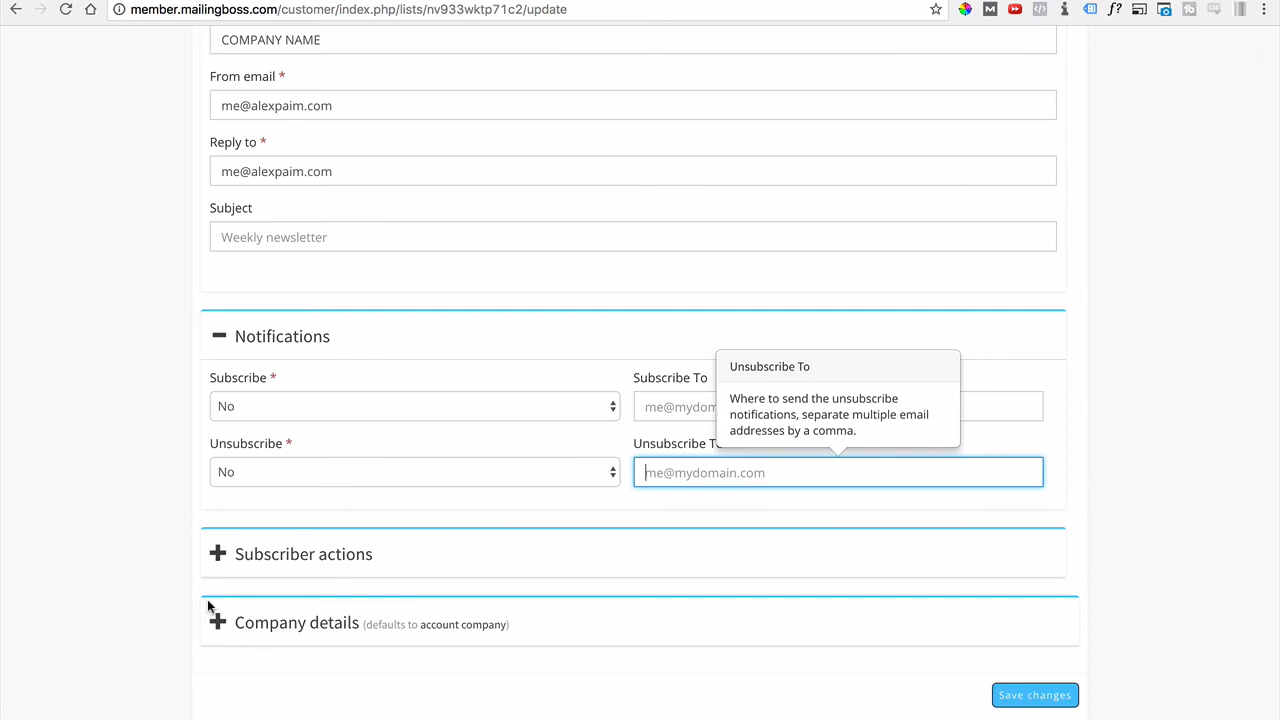 member.mailingboss.com/customer/index.php/lists/nv933wktp71c2/update
COMPANY NAME
From email *
me@alexpaim.com
Reply to *
me@alexpaim.com
Subject
Weekly newsletter
Notifications
Subscribe *
Subscribe To
No
me@mydom
Unsubscribe To
Where to send the unsubscribe
notifications, separate multiple email
addresses by a comma.
Unsubscribe *
Unsubscribe To
No
me@mydomain.com
Subscriber actions
Company details (defaults to account company)
Save changes